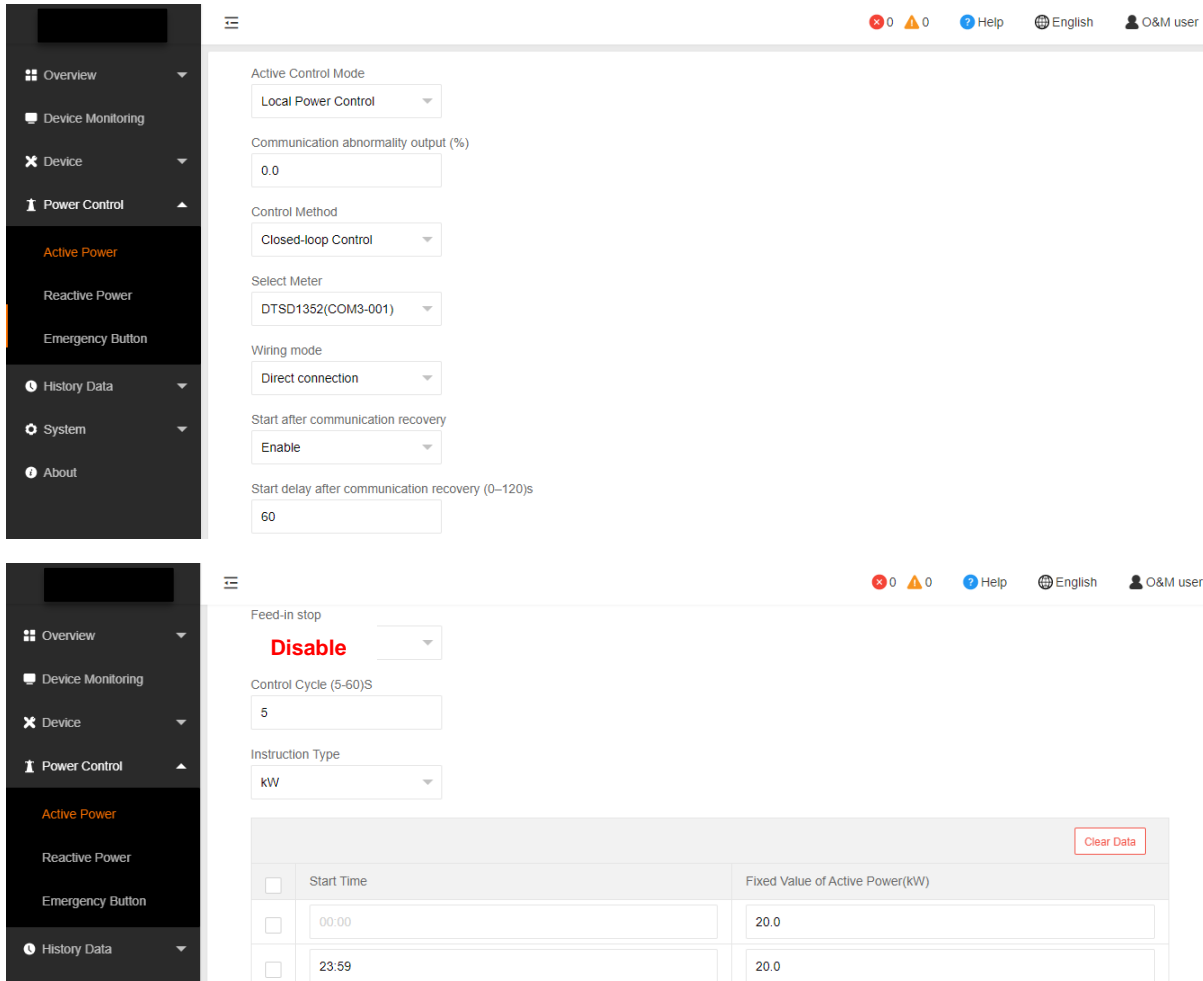 0 0 Help English O&M user
Overview
Device Monitoring
Device
Power Control
Active Power
Reactive Power
Emergency Button
History Data
System
About
Active Control Mode
Local Power Control
Communication abnormality output (%)
0.0
Control Method
Closed-loop Control
Select Meter
DTSD1352(COM3-001)
Wiring mode
Direct connection
Start after communication recovery
Enable
Start delay after communication recovery (0–120)s
60
0 0 Help English O&M user
Overview
Device Monitoring
Device
Power Control
Active Power
Reactive Power
Emergency Button
History Data
Feed-in stop
Disable
Control Cycle (5-60)S
5
Instruction Type
kW
Clear Data
Start Time Fixed Value of Active Power(kW)
00:00 20.0
23:59 20.0